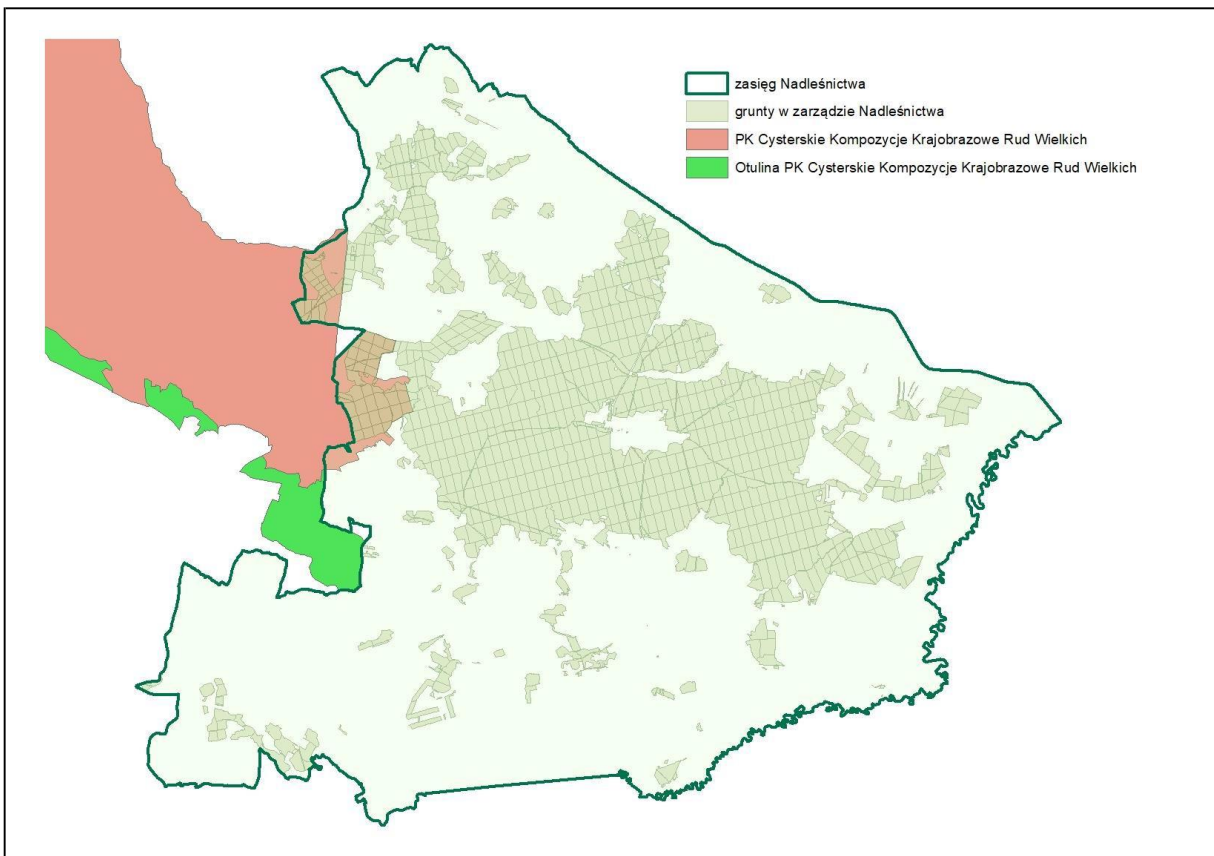 zasięg Nadleśnictwa
grunty w zarządzie Nadleśnictwa
PK Cysterskie Kompozycje Krajobrazowe Rud Wielkich
Otulina PK Cysterskie Kompozycje Krajobrazowe Rud Wielkich